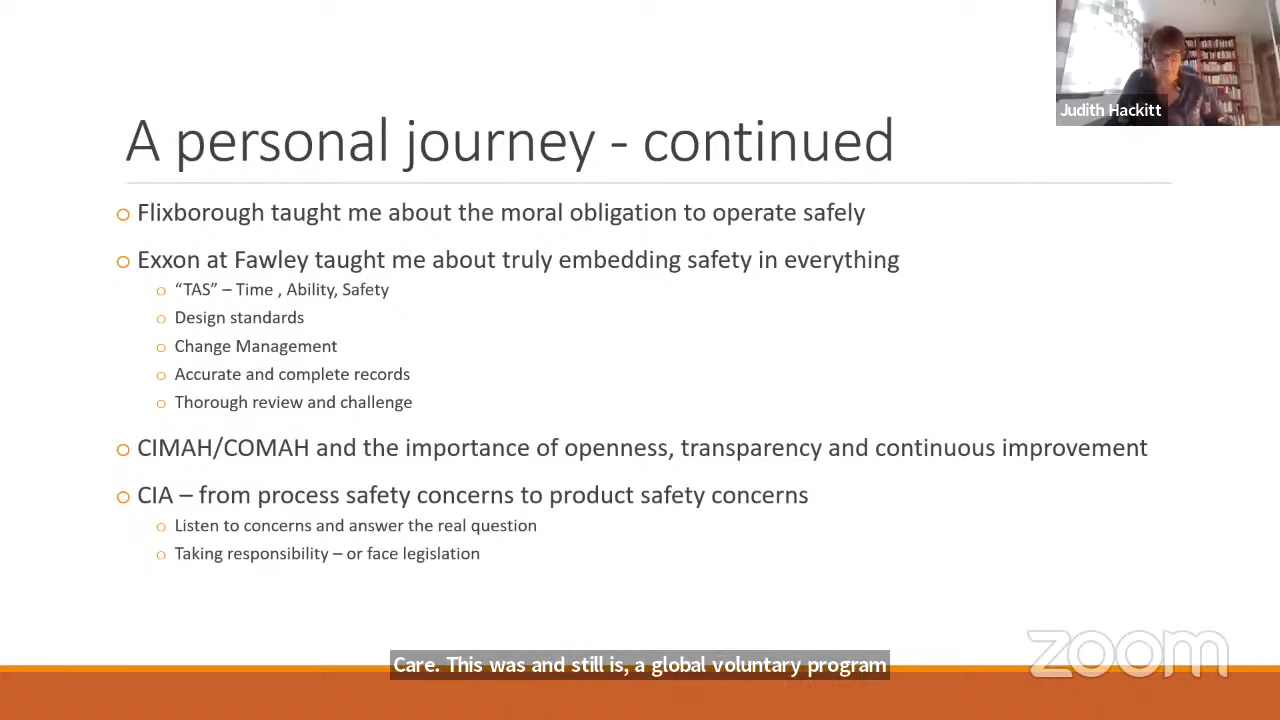 Judith Hackitt
A personal journey - continued
o Flixborough taught me about the moral obligation to operate safely
o Exxon at Fawley taught me about truly embedding safety in everything
o “TAS” – Time , Ability, Safety
o Design standards
o Change Management
o Accurate and complete records
o Thorough review and challenge
o CIMAH/COMAH and the importance of openness, transparency and continuous improvement
o CIA – from process safety concerns to product safety concerns
o Listen to concerns and answer the real question
o Taking responsibility – or face legislation
zoom
Care. This was and still is, a global voluntary program